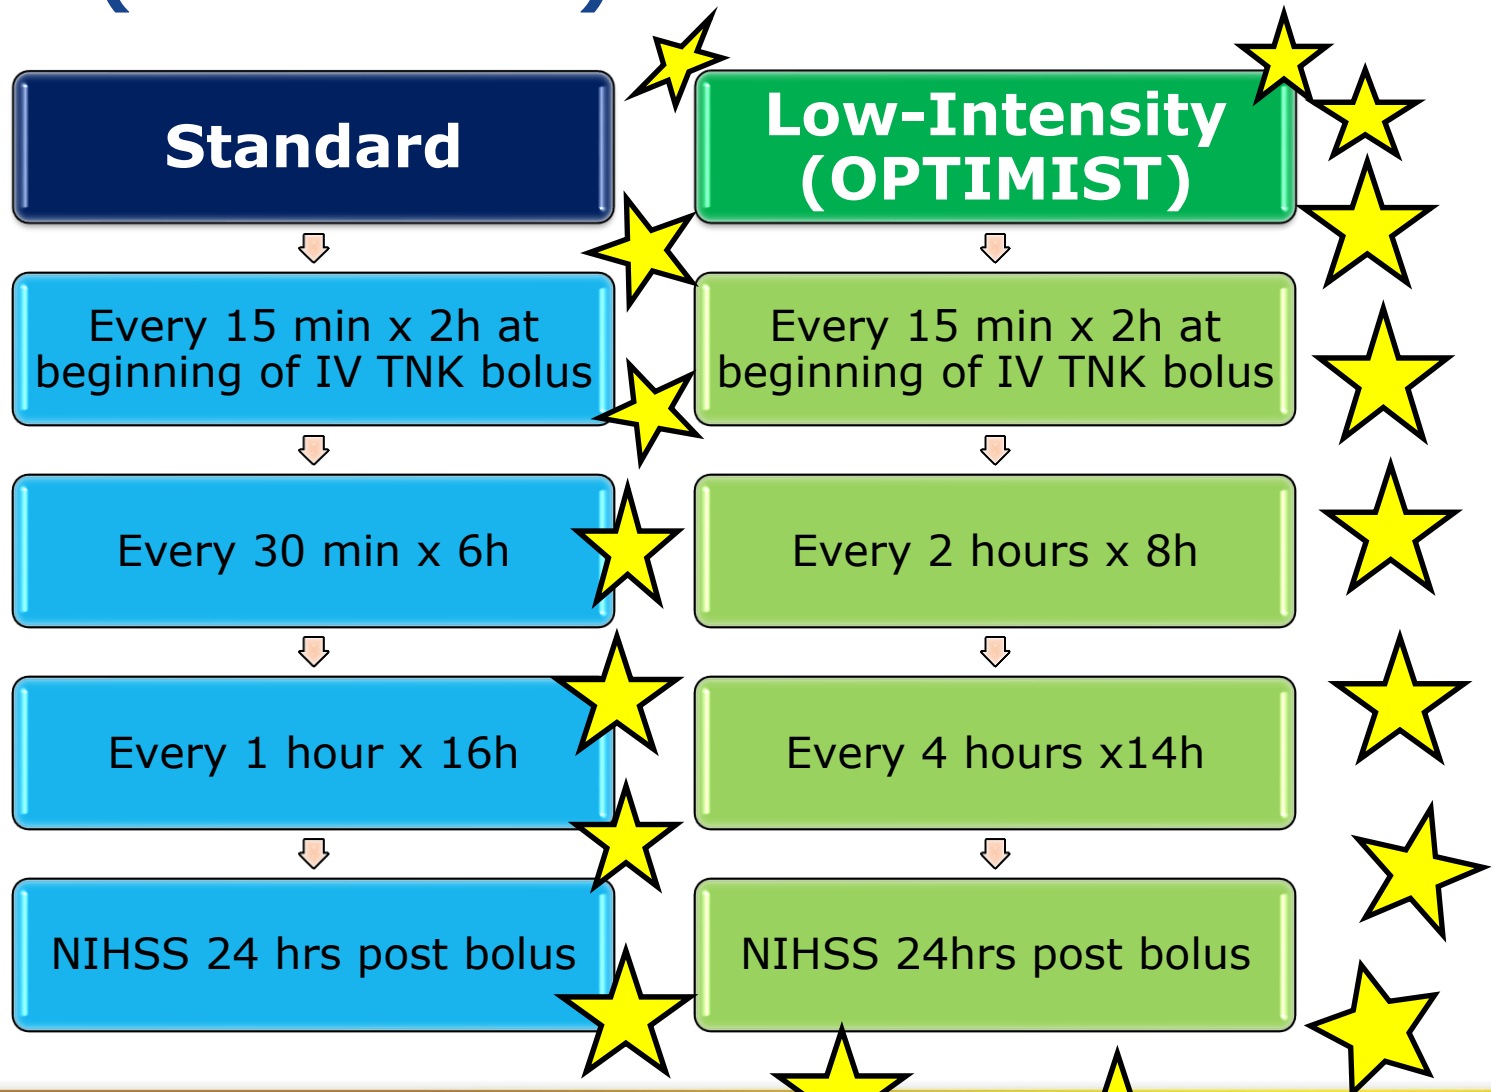 Standard
Every 15 min x 2h at
beginning of IV TNK bolus
Every 30 min x 6h
Every 1 hour x 16h
NIHSS 24 hrs post bolus
Low-Intensity
(OPTIMIST)
Every 15 min x 2h at
beginning of IV TNK bolus
Every 2 hours x 8h
Every 4 hours x14h
NIHSS 24hrs post bolus